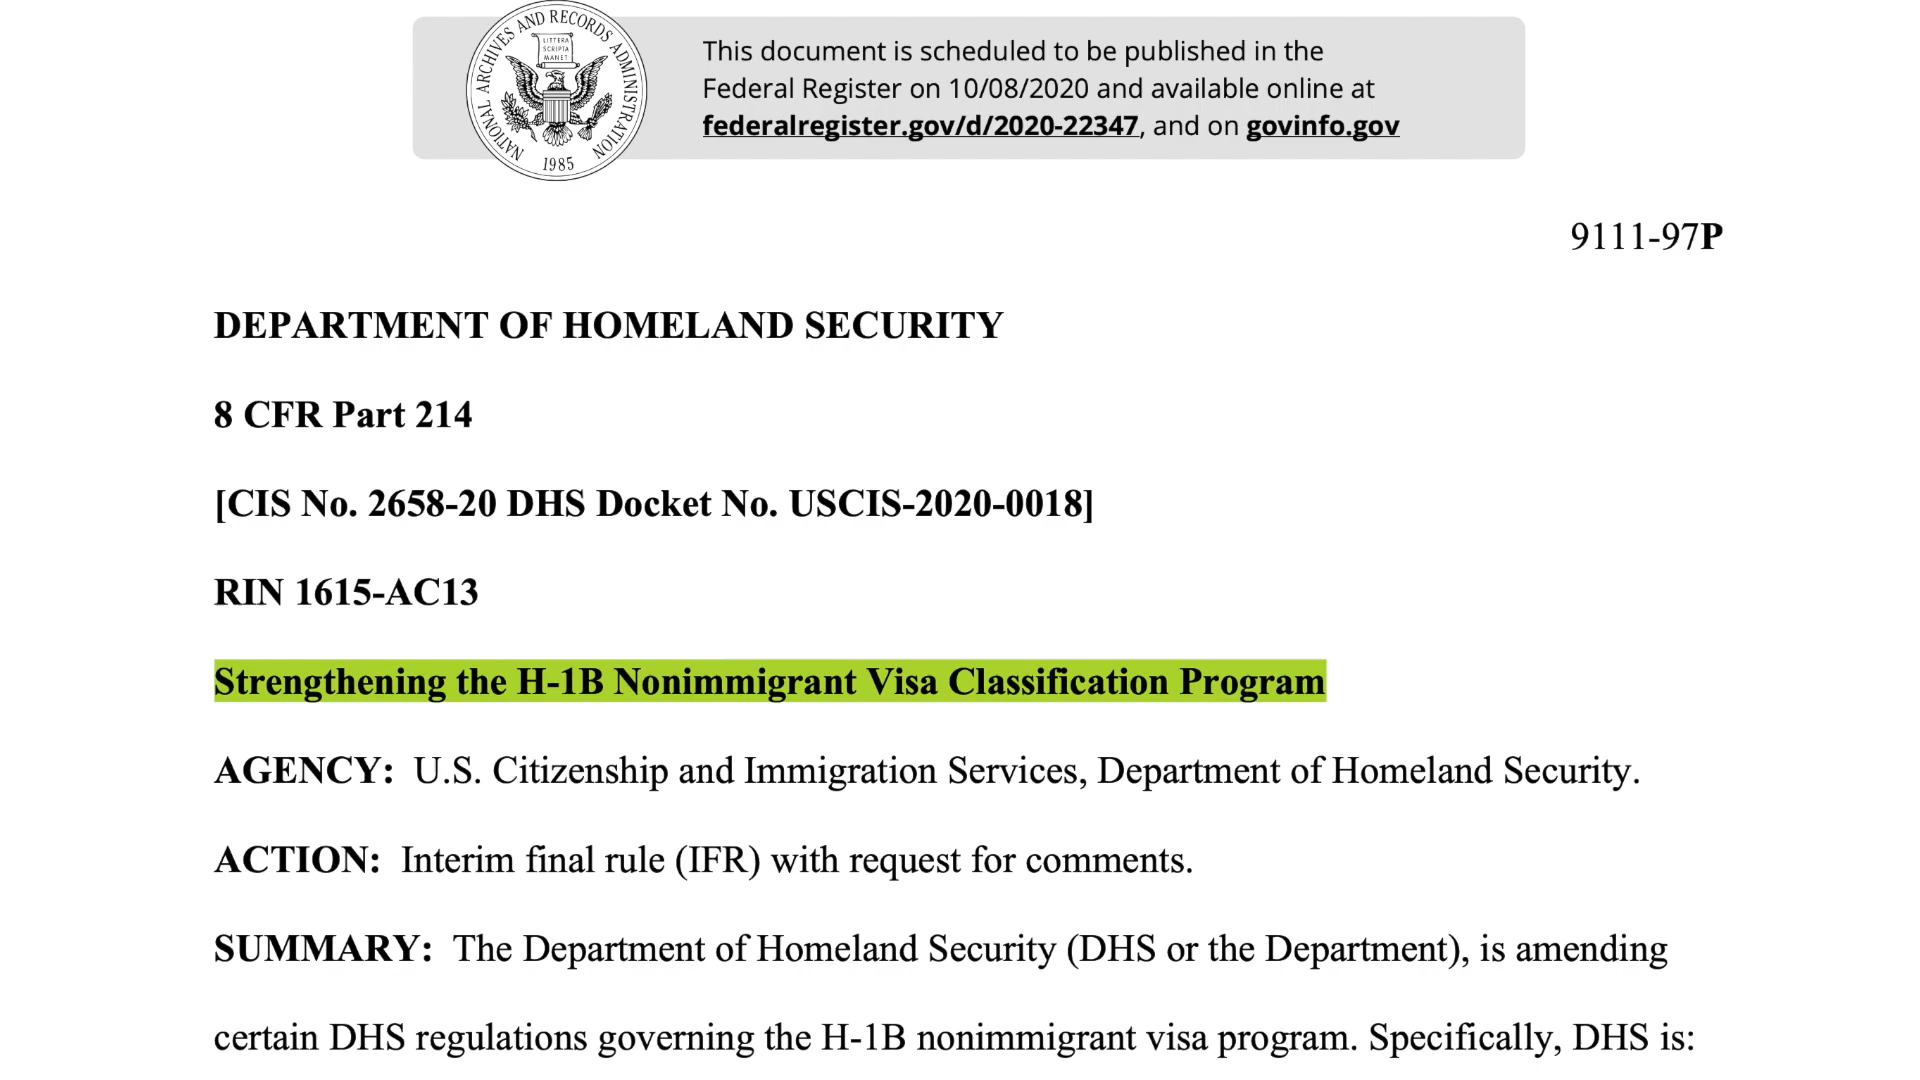 NATIONAL ARCHIVES AND RECORDS ADMINISTRATION
LITTERA
SCRIPTA
MANET
1985
This document is scheduled to be published in the
Federal Register on 10/08/2020 and available online at
federalregister.gov/d/2020-22347, and on govinfo.gov
9111-97P
DEPARTMENT OF HOMELAND SECURITY
8 CFR Part 214
[CIS No. 2658-20 DHS Docket No. USCIS-2020-0018]
RIN 1615-AC13
Strengthening the H-1B Nonimmigrant Visa Classification Program
AGENCY: U.S. Citizenship and Immigration Services, Department of Homeland Security.
ACTION: Interim final rule (IFR) with request for comments.
SUMMARY: The Department of Homeland Security (DHS or the Department), is amending
certain DHS regulations governing the H-1B nonimmigrant visa program. Specifically, DHS is: